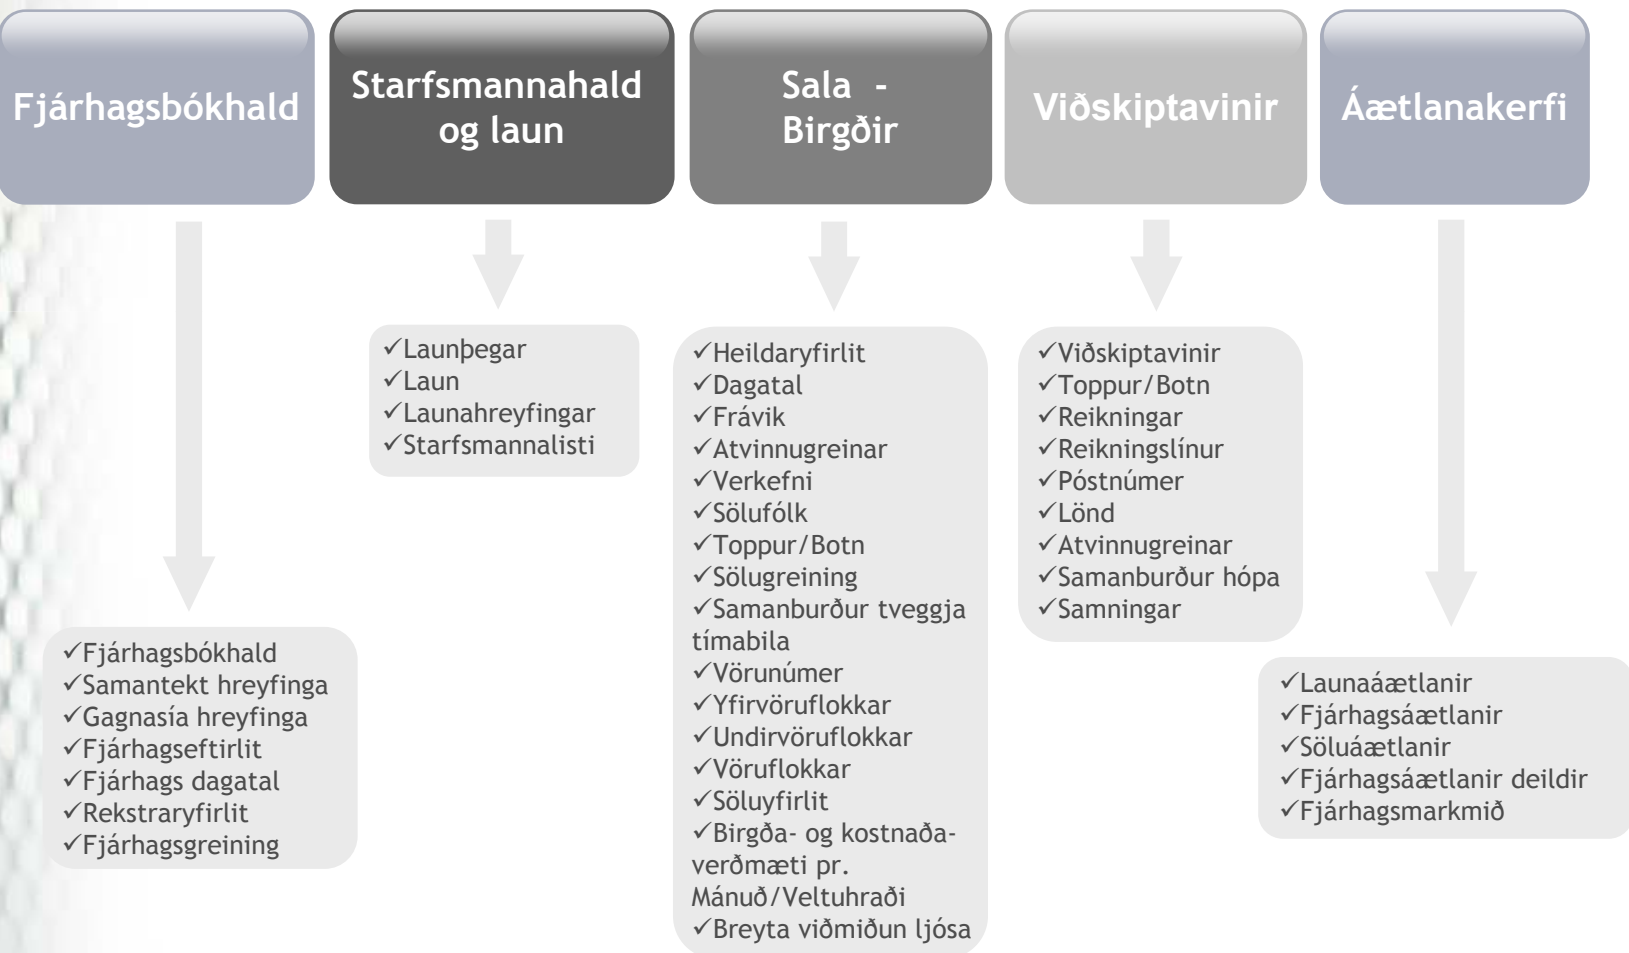 Fjárhagsbókhald
Starfsmannahald
og laun
Sala -
Birgðir
Viðskiptavinir
Áætlanakerfi
✓Fjárhagsbókhald
✓Samantekt hreyfinga
✓Gagnasía hreyfinga
✓Fjárhagseftirlit
✓Fjárhags dagatal
✓Rekstraryfirlit
✓Fjárhagsgreining
✓Launþegar
✓Laun
✓Launahreyfingar
✓Starfsmannalisti
✓Heildaryfirlit
✓Dagatal
✓Frávik
✓Atvinnugreinar
✓Verkefni
✓Sölufólk
✓Toppur/Botn
✓Sölugreining
✓Samanburður tveggja
tímabila
✓Vörunúmer
✓Yfirvöruflokkar
✓Undirvöruflokkar
✓Vöruflokkar
✓Söluyfirlit
✓Birgða- og kostnaða-
verðmæti pr.
Mánuð/Veltuhraði
✓Breyta viðmiðun ljósa
✓Viðskiptavinir
✓Toppur/Botn
✓Reikningar
✓Reikningslínur
✓Póstnúmer
✓Lönd
✓Atvinnugreinar
✓Samanburður hópa
✓Samningar
✓Launaáætlanir
✓Fjárhagsáætlanir
✓Söluáætlanir
✓Fjárhagsáætlanir deildir
✓Fjárhagsmarkmið